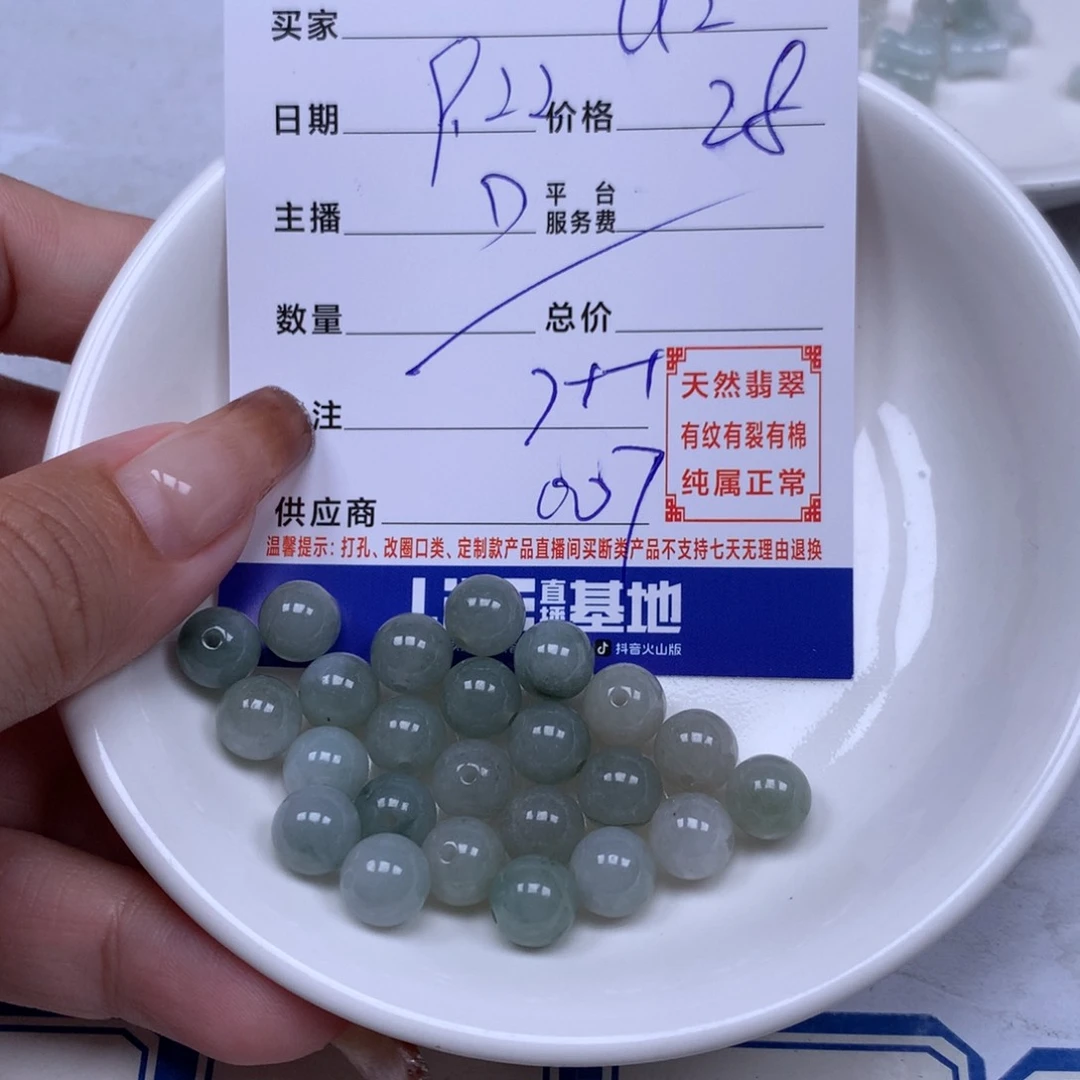 买家
日期 价格 28
主播 D 平台服务费
数量 总价
注
供应商 007
天然翡翠
有纹有裂有棉
纯属正常
温馨提示：打孔、改圈口类、定制款产品直播间买断类产品不支持七天无理由退换
直播基地
抖音火山版